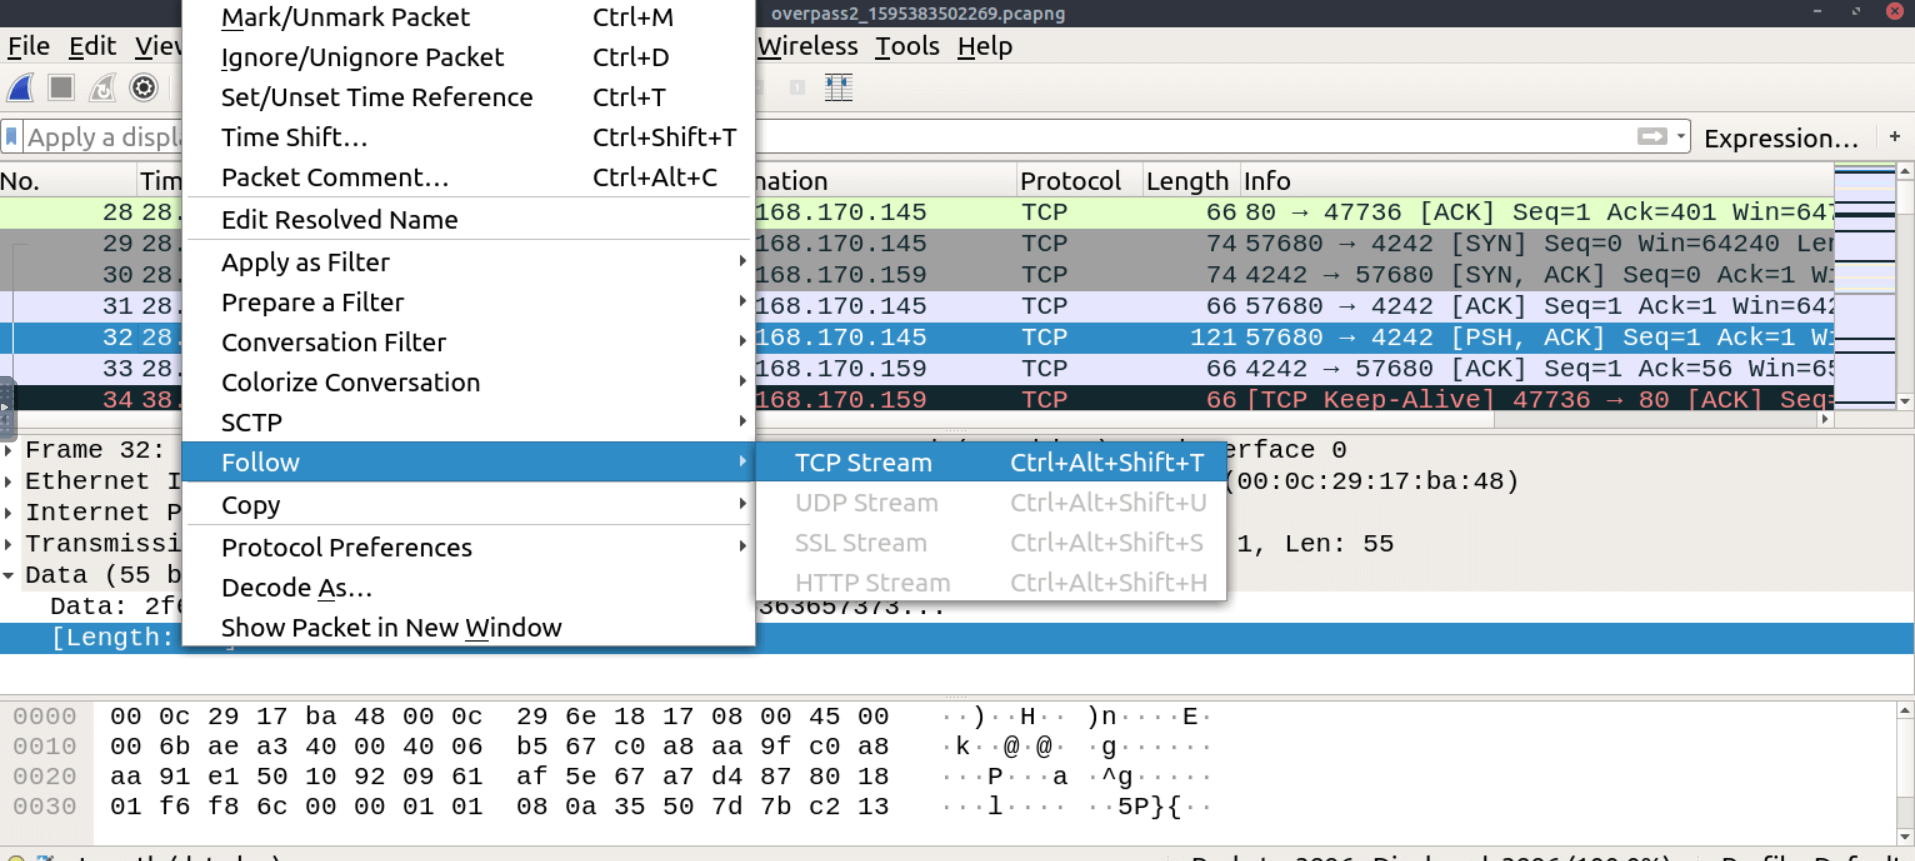 overpass2_1595383502269.pcapng
File Edit View Wireless Tools Help
Mark/Unmark Packet Ctrl+M
Ignore/Unignore Packet Ctrl+D
Set/Unset Time Reference Ctrl+T
Time Shift... Ctrl+Shift+T
Packet Comment... Ctrl+Alt+C
Edit Resolved Name
Apply as Filter
Prepare a Filter
Conversation Filter
Colorize Conversation
SCTP
Follow
Copy
Protocol Preferences
Decode As...
Show Packet in New Window
TCP Stream Ctrl+Alt+Shift+T
UDP Stream Ctrl+Alt+Shift+U
SSL Stream Ctrl+Alt+Shift+S
HTTP Stream Ctrl+Alt+Shift+H
Apply a displ Expression... +
No. Tim nation Protocol Length Info
28 28. 168.170.145 TCP 66 80 → 47736 [ACK] Seq=1 Ack=401 Win=647
29 28. 168.170.145 TCP 74 57680 → 4242 [SYN] Seq=0 Win=64240 Len
30 28. 168.170.159 TCP 74 4242 → 57680 [SYN, ACK] Seq=0 Ack=1 Wi
31 28. 168.170.145 TCP 66 57680 → 4242 [ACK] Seq=1 Ack=1 Win=642
32 28. 168.170.145 TCP 121 57680 → 4242 [PSH, ACK] Seq=1 Ack=1 Wi
33 28. 168.170.159 TCP 66 4242 → 57680 [ACK] Seq=1 Ack=56 Win=65
34 38. 168.170.159 TCP 66 [TCP Keep-Alive] 47736 → 80 [ACK] Seq=
Frame 32: erface 0
Ethernet I (00:0c:29:17:ba:48)
Internet P
Transmissi 1, Len: 55
Data (55 b
Data: 2f6 363657373...
[Length:
0000 00 0c 29 17 ba 48 00 0c 29 6e 18 17 08 00 45 00 ··)··H·· )n····E·
0010 00 6b ae a3 40 00 40 06 b5 67 c0 a8 aa 9f c0 a8 ·k··@·@· ·g······
0020 aa 91 e1 50 10 92 09 61 af 5e 67 a7 d4 87 80 18 ···P···a ·^g·····
0030 01 f6 f8 6c 00 00 01 01 08 0a 35 50 7d 7b c2 13 ···l···· ··5P}{··